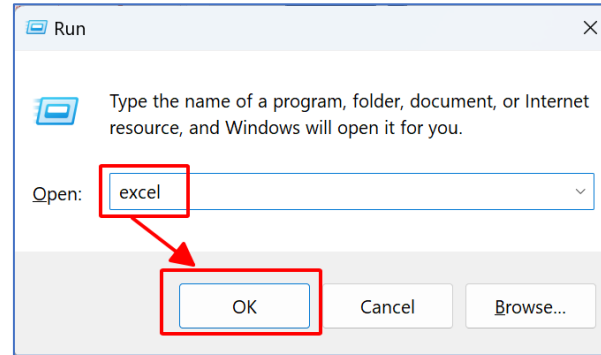 Run
Type the name of a program, folder, document, or Internet
resource, and Windows will open it for you.
Open: excel
OK Cancel Browse...